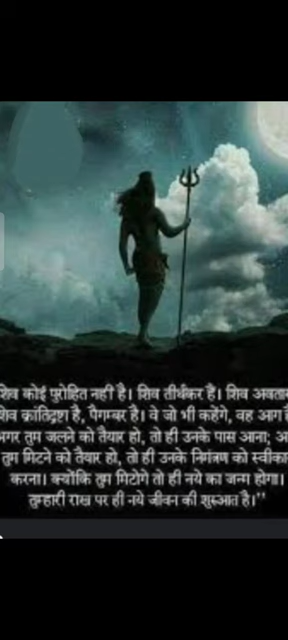 शिव कोई पुरोहित नहीं है। शिव तीर्थंकर हैं। शिव अवतार
शिव क्रांतिद्रष्टा है, पैगम्बर है। वे जो भी कहेंगे, वह आग है
अगर तुम जलने को तैयार हो, तो ही उनके पास आना; अ
तुम मिटने को तैयार हो, तो ही उनके निमंत्रण को स्वीका
करना। क्योंकि तुम मिटोगे तो ही नये का जन्म होगा।
तुम्हारी राख पर ही नये जीवन की शुरुआत है।''